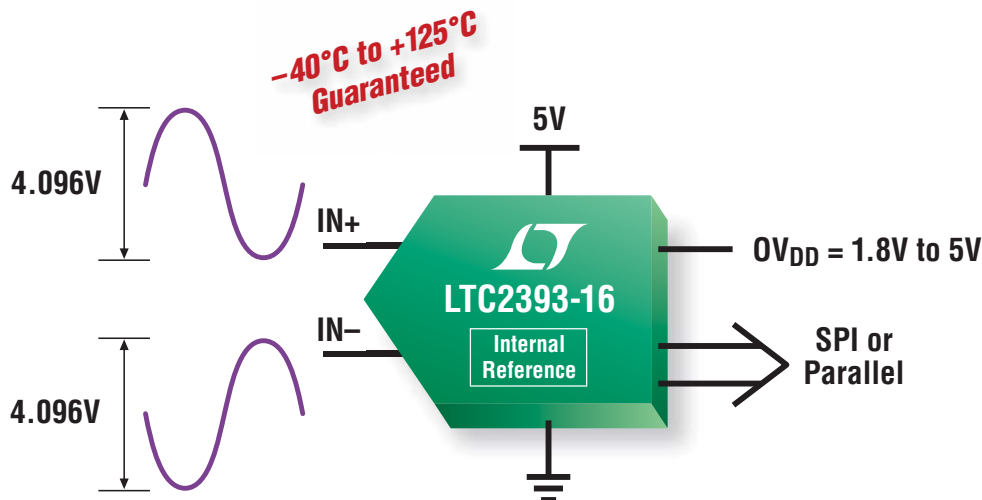 –40°C to +125°C
Guaranteed
5V
4.096V
IN+
OVDD = 1.8V to 5V
LTC2393-16
IN–
Internal
Reference
SPI or
Parallel
4.096V